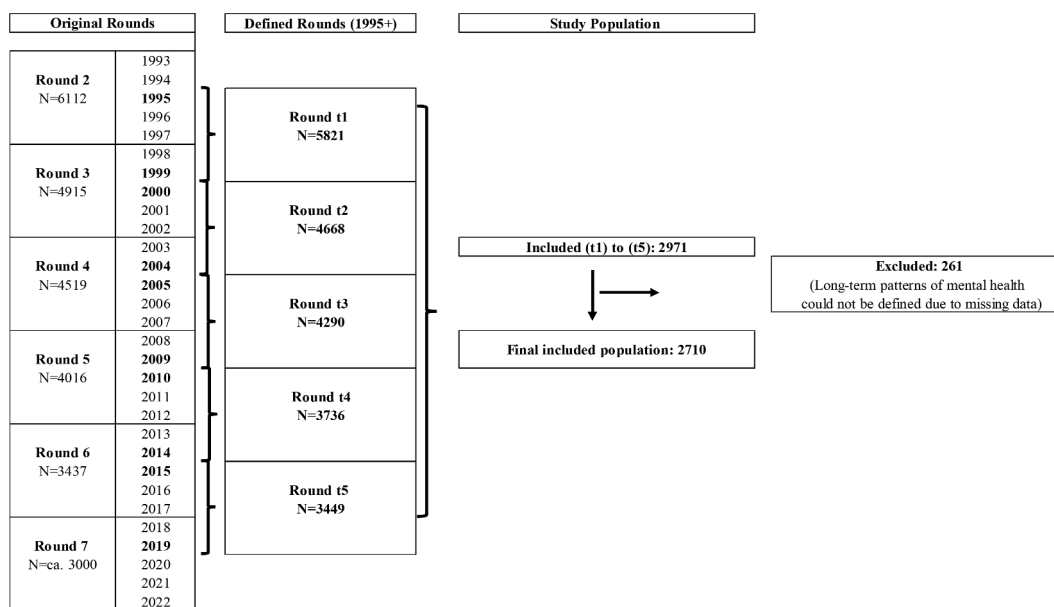 Original Rounds
Defined Rounds (1995+)
Study Population
Round 2
N=6112
1993
1994
1995
1996
1997
Round 3
N=4915
1998
1999
2000
2001
2002
Round 4
N=4519
2003
2004
2005
2006
2007
Round 5
N=4016
2008
2009
2010
2011
2012
Round 6
N=3437
2013
2014
2015
2016
2017
Round 7
N=ca. 3000
2018
2019
2020
2021
2022
Round t1
N=5821
Round t2
N=4668
Round t3
N=4290
Round t4
N=3736
Round t5
N=3449
Included (t1) to (t5): 2971
Excluded: 261
(Long-term patterns of mental health
could not be defined due to missing data)
Final included population: 2710